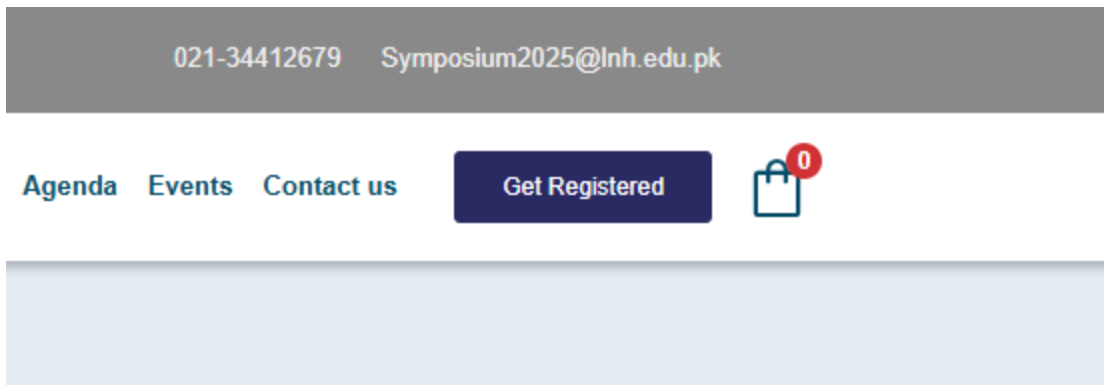 021-34412679 Symposium2025@lnh.edu.pk
Agenda Events Contact us Get Registered 0